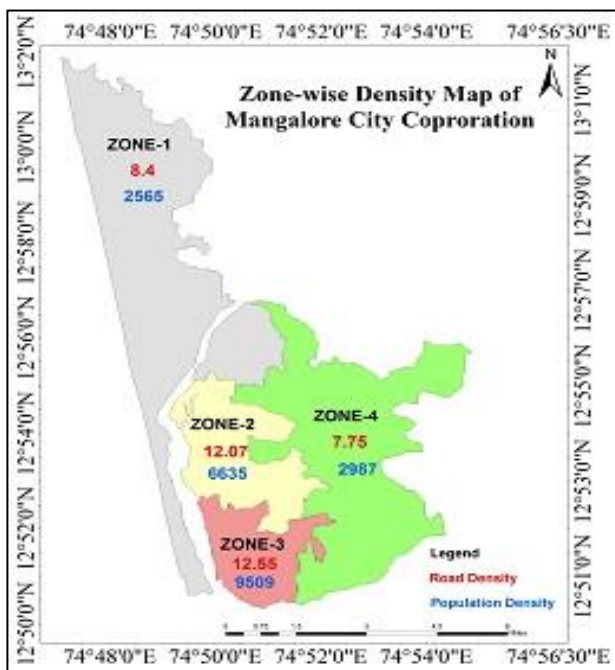 74°48'0"E 74°50'0"E 74°52'0"E 74°54'0"E 74°56'30"E
13°2'0"N
13°0'0"N
12°58'0"N
12°56'0"N
12°54'0"N
12°52'0"N
12°50'0"N
N
Zone-wise Density Map of
Mangalore City Coproration
13°1'0"N
12°59'0"N
12°57'0"N
12°55'0"N
12°53'0"N
12°51'0"N
ZONE-1
8.4
2565
ZONE-2
12.07
6635
ZONE-4
7.75
2987
ZONE-3
12.55
9509
Legend
Road Density
Population Density
74°48'0"E 74°50'0"E 74°52'0"E 74°54'0"E 74°56'30"E